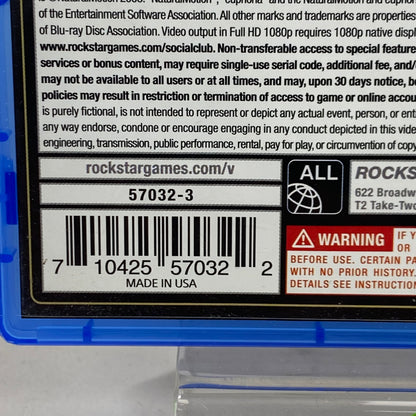 of the Entertainment Software Association. All other marks and trademarks are properties
of Blu-ray Disc Association. Video output in Full HD 1080p requires 1080p native display
www.rockstargames.com/socialclub. Non-transferable access to special feature
services or bonus content, may require single-use serial code, additional fee, and/
may not be available to all users or at all times, and may, upon 30 days notice, be
policies may result in restriction or termination of access to game or online accou
is purely fictional, is not intended to represent or depict any actual event, person, or enti
any way endorse, condone or encourage engaging in any conduct depicted in this video
engineering, transmission, public performance, rental, pay for play, or circumvention of copy
rockstargames.com/v
57032-3
7 10425 57032 2
MADE IN USA
ALL
ROCKS
622 Broadw
T2 Take-Two
WARNING IF Y
BEFORE USE. CERTAIN PA
WITH NO PRIOR HISTORY.
DETAILS SEE INSTRUCTION